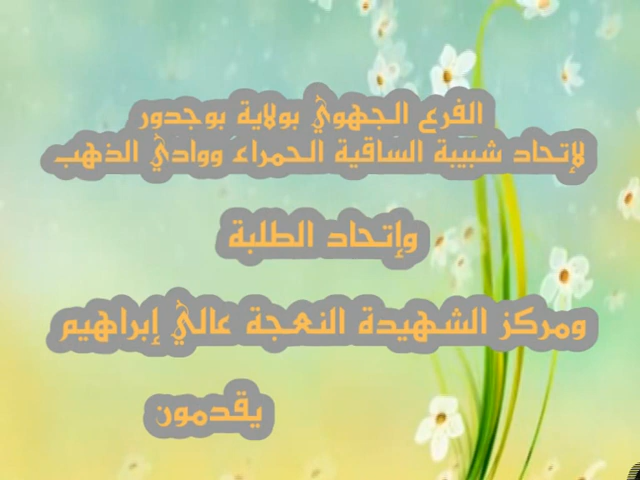 الفرع الجهوي بولاية بوجدور
لإتحاد شبيبة الساقية الحمراء ووادي الذهب
وإتحاد الطلبة
ومركز الشهيدة النعجة عالي إبراهيم
يقدمون